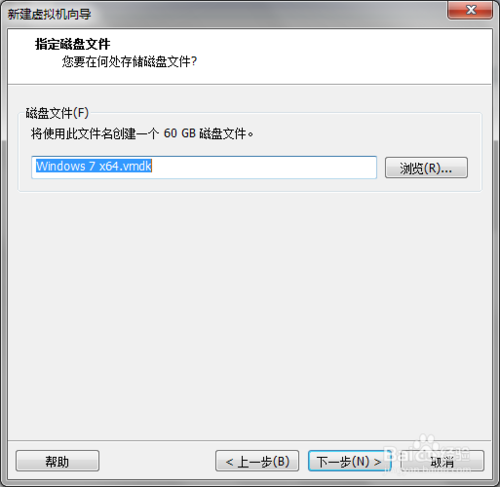 新建虚拟机向导
指定磁盘文件
您要在何处存储磁盘文件?
磁盘文件(F)
将使用此文件名创建一个 60 GB 磁盘文件。
Windows 7 x64.vmdk
浏览(R)...
帮助
< 上一步(B)
下一步(N) >
取消
Baidu 经验